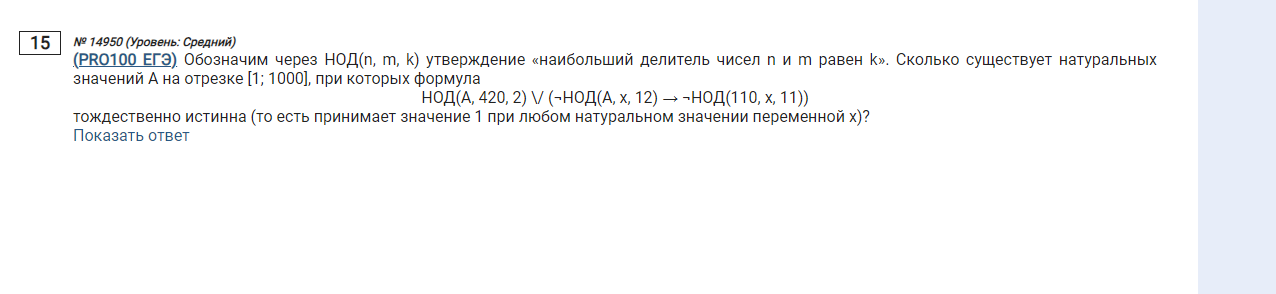 15
№ 14950 (Уровень: Средний)
(PRO100 ЕГЭ) Обозначим через НОД(n, m, k) утверждение «наибольший делитель чисел n и m равен k». Сколько существует натуральных
значений A на отрезке [1; 1000], при которых формула
НОД(A, 420, 2) \/ (¬НОД(A, x, 12) → ¬НОД(110, x, 11))
тождественно истинна (то есть принимает значение 1 при любом натуральном значении переменной x)?
Показать ответ